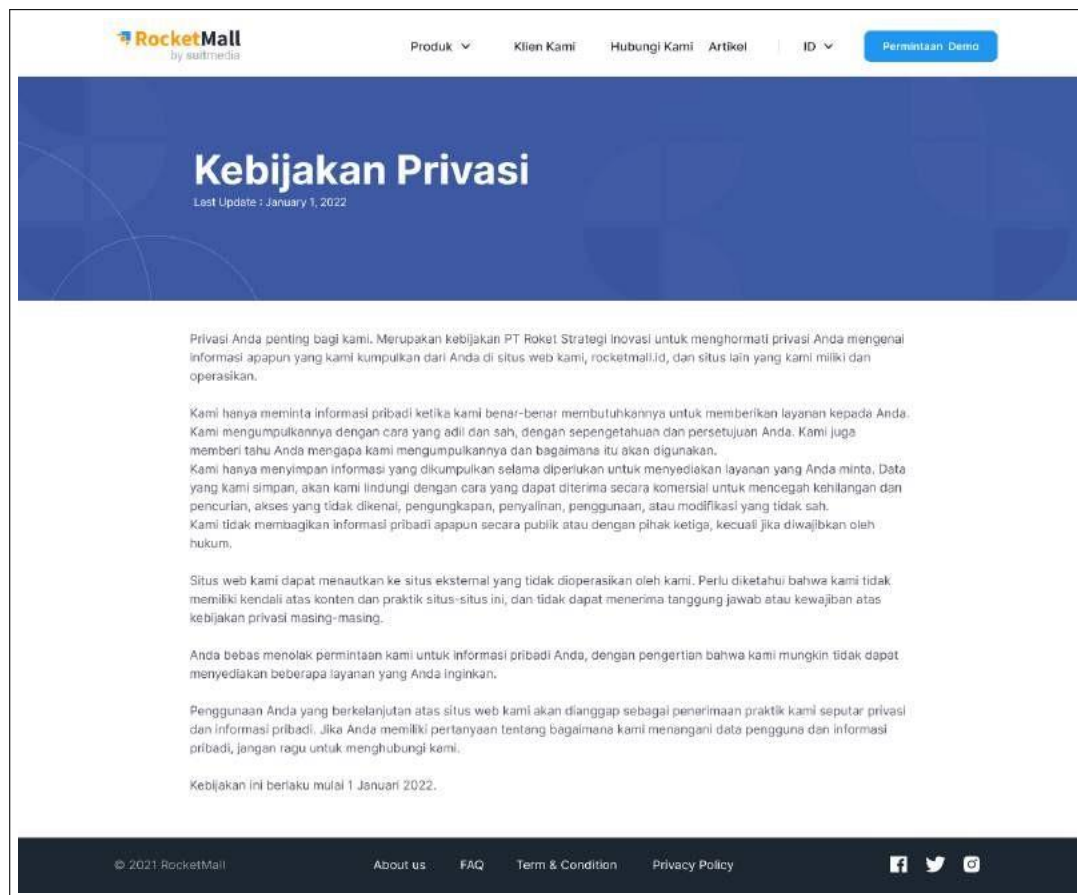 RocketMall
by suitmedia
Produk
Klien Kami
Hubungi Kami
Artikel
ID
Permintaan Demo
Kebijakan Privasi
Last Update : January 1, 2022
Privasi Anda penting bagi kami. Merupakan kebijakan PT Roket Strategi Inovasi untuk menghormati privasi Anda mengenai
informasi apapun yang kami kumpulkan dari Anda di situs web kami, rocketmall.id, dan situs lain yang kami miliki dan
operasikan.
Kami hanya meminta informasi pribadi ketika kami benar-benar membutuhkannya untuk memberikan layanan kepada Anda.
Kami mengumpulkannya dengan cara yang adil dan sah, dengan sepengetahuan dan persetujuan Anda. Kami juga
memberi tahu Anda mengapa kami mengumpulkannya dan bagaimana itu akan digunakan.
Kami hanya menyimpan informasi yang dikumpulkan selama diperlukan untuk menyediakan layanan yang Anda minta. Data
yang kami simpan, akan kami lindungi dengan cara yang dapat diterima secara komersial untuk mencegah kehilangan dan
pencurian, akses yang tidak dikenal, pengungkapan, penyalinan, penggunaan, atau modifikasi yang tidak sah.
Kami tidak membagikan informasi pribadi apapun secara publik atau dengan pihak ketiga, kecuali jika diwajibkan oleh
hukum.
Situs web kami dapat menautkan ke situs eksternal yang tidak dioperasikan oleh kami. Perlu diketahui bahwa kami tidak
memiliki kendali atas konten dan praktik situs-situs ini, dan tidak dapat menerima tanggung jawab atau kewajiban atas
kebijakan privasi masing-masing.
Anda bebas menolak permintaan kami untuk informasi pribadi Anda, dengan pengertian bahwa kami mungkin tidak dapat
menyediakan beberapa layanan yang Anda inginkan.
Penggunaan Anda yang berkelanjutan atas situs web kami akan dianggap sebagai penerimaan praktik kami seputar privasi
dan informasi pribadi. Jika Anda memiliki pertanyaan tentang bagaimana kami menangani data pengguna dan informasi
pribadi, jangan ragu untuk menghubungi kami.
Kebijakan ini berlaku mulai 1 Januari 2022.
© 2021 RocketMall
About us
FAQ
Term & Condition
Privacy Policy